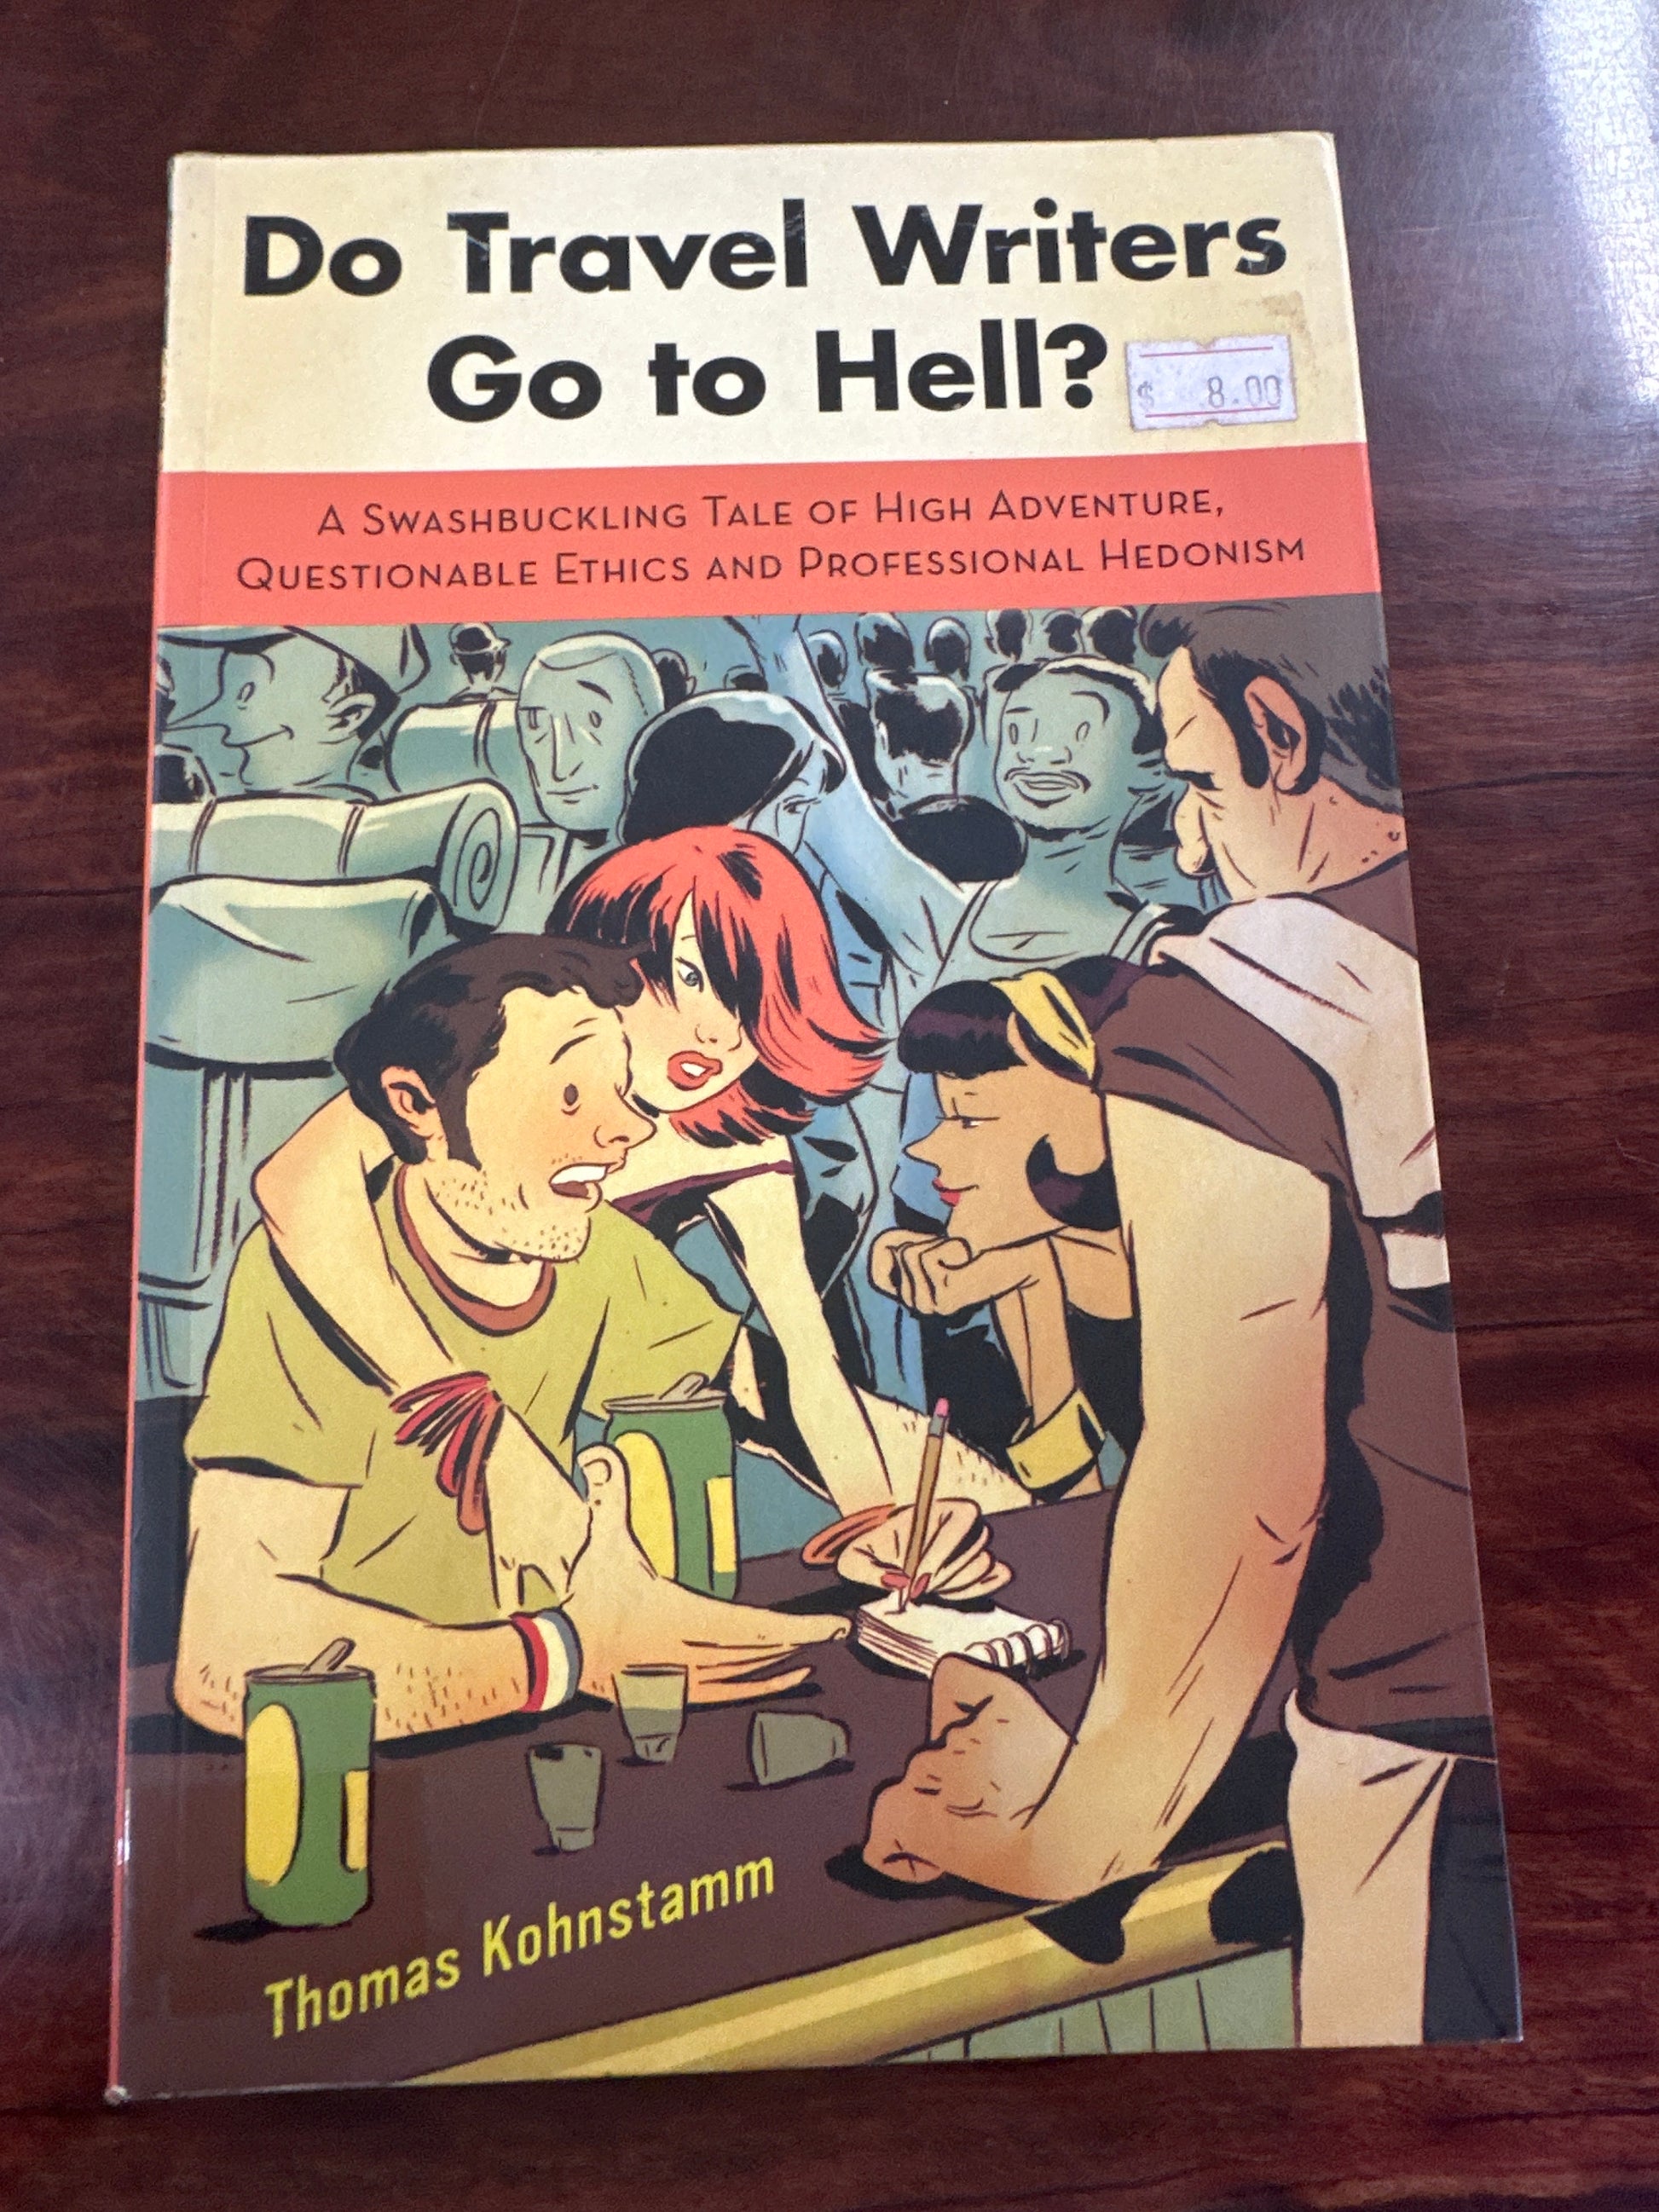 Do Travel Writers
Go to Hell?
$ 8.00
A Swashbuckling Tale of High Adventure,
Questionable Ethics and Professional Hedonism
Thomas Kohnstamm